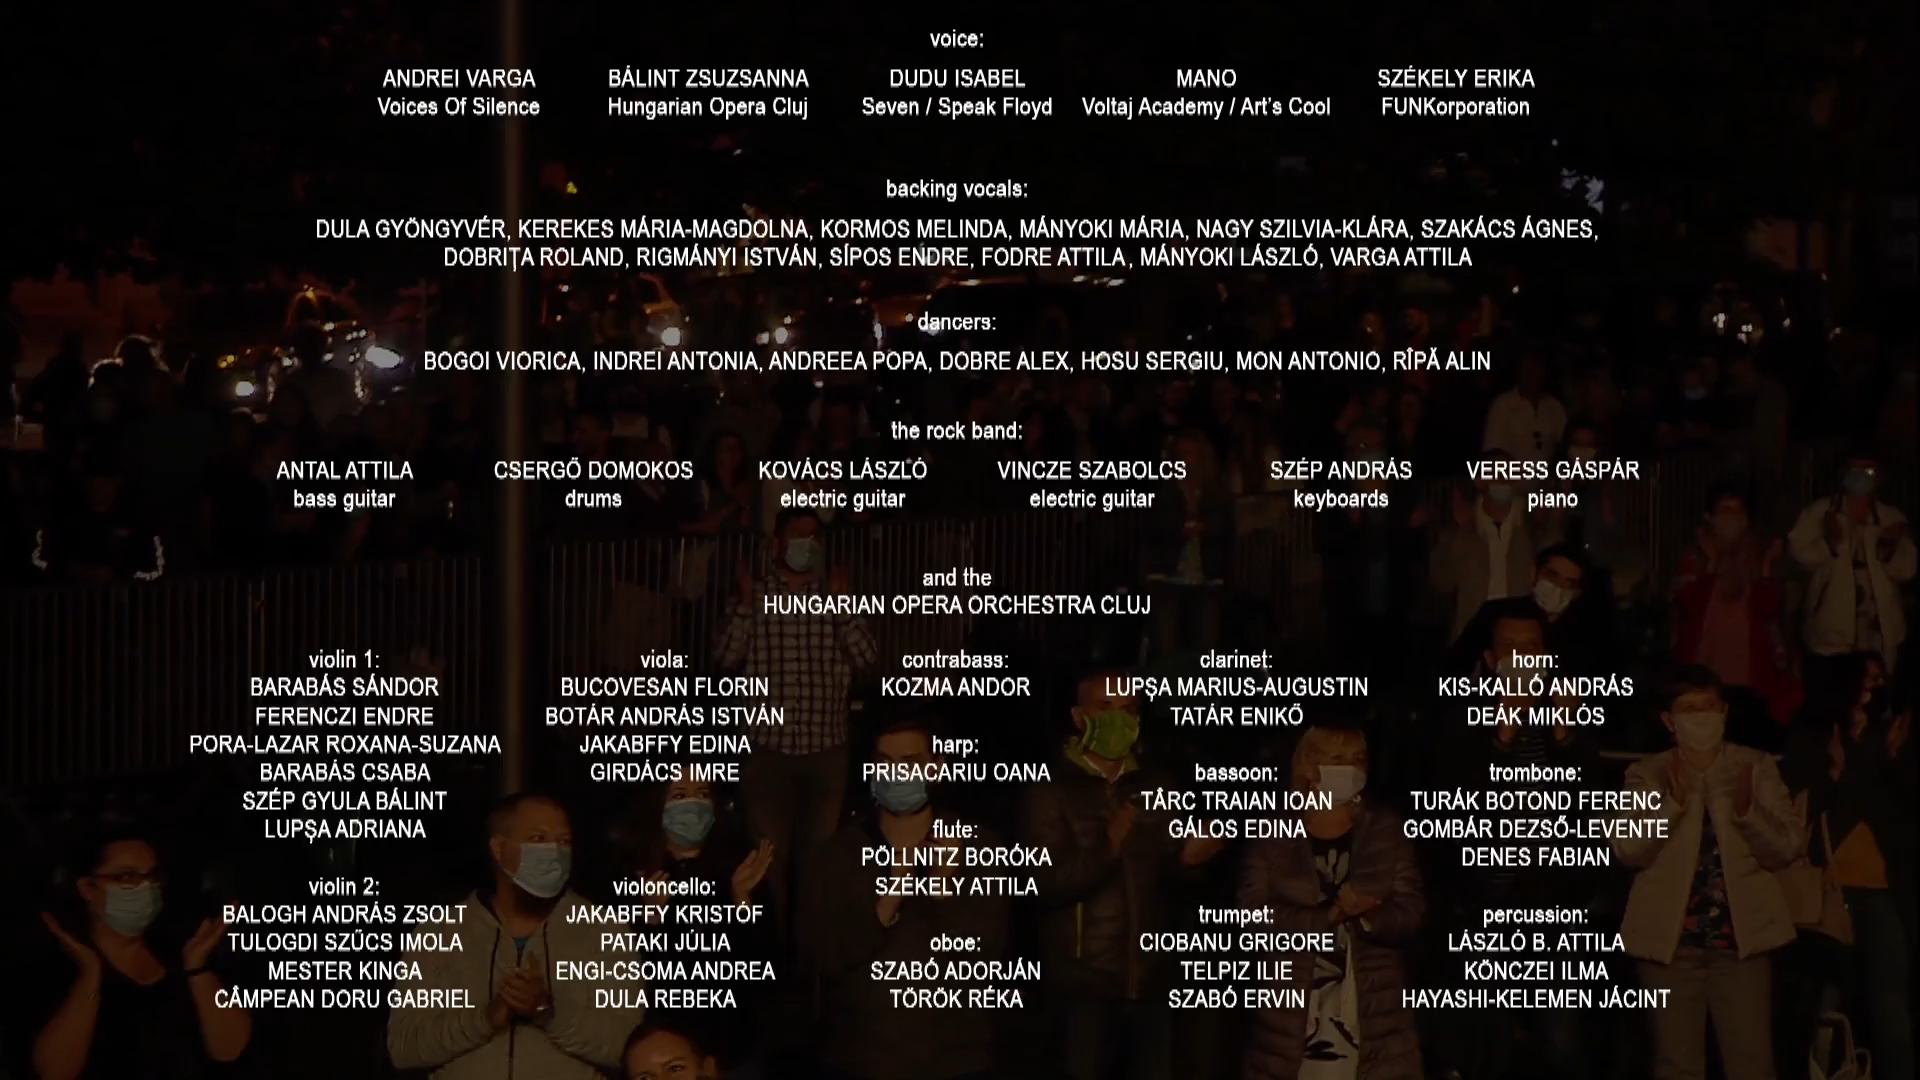 voice:
ANDREI VARGA BÁLINT ZSUZSANNA DUDU ISABEL MANO SZÉKELY ERIKA
Voices Of Silence Hungarian Opera Cluj Seven / Speak Floyd Voltaj Academy / Art's Cool FUNKorporation
backing vocals:
DULA GYÖNGYVÉR, KEREKES MÁRIA-MAGDOLNA, KORMOS MELINDA, MÁNYOKI MÁRIA, NAGY SZILVIA-KLÁRA, SZAKÁCS ÁGNES,
DOBRIȚA ROLAND, RIGMÁNYI ISTVÁN, SÍPOS ENDRE, FODRE ATTILA, MÁNYOKI LÁSZLÓ, VARGA ATTILA
dancers:
BOGOI VIORICA, INDREI ANTONIA, ANDREEA POPA, DOBRE ALEX, HOSU SERGIU, MON ANTONIO, RÎPĂ ALIN
the rock band:
ANTAL ATTILA CSERGŐ DOMOKOS KOVÁCS LÁSZLÓ VINCZE SZABOLCS SZÉP ANDRÁS VERESS GÁSPÁR
bass guitar drums electric guitar electric guitar keyboards piano
and the
HUNGARIAN OPERA ORCHESTRA CLUJ
violin 1:
BARABÁS SÁNDOR
FERENCZI ENDRE
PORA-LAZAR ROXANA-SUZANA
BARABÁS CSABA
SZÉP GYULA BÁLINT
LUPȘA ADRIANA
violin 2:
BALOGH ANDRÁS ZSOLT
TULOGDI SZŰCS IMOLA
MESTER KINGA
CÂMPEAN DORU GABRIEL
viola:
BUCOVESAN FLORIN
BOTÁR ANDRÁS ISTVÁN
JAKABFFY EDINA
GIRDÁCS IMRE
violoncello:
JAKABFFY KRISTÓF
PATAKI JÚLIA
ENGI-CSOMA ANDREA
DULA REBEKA
contrabass:
KOZMA ANDOR
harp:
PRISACARIU OANA
flute:
PÖLLNITZ BORÓKA
SZÉKELY ATTILA
oboe:
SZABÓ ADORJÁN
TÖRÖK RÉKA
clarinet:
LUPȘA MARIUS-AUGUSTIN
TATÁR ENIKŐ
bassoon:
TÂRC TRAIAN IOAN
GÁLOS EDINA
trumpet:
CIOBANU GRIGORE
TELPIZ ILIE
SZABÓ ERVIN
horn:
KIS-KALLÓ ANDRÁS
DEÁK MIKLÓS
trombone:
TURÁK BOTOND FERENC
GOMBÁR DEZSŐ-LEVENTE
DENES FABIAN
percussion:
LÁSZLÓ B. ATTILA
KÖNCZEI ILMA
HAYASHI-KELEMEN JÁCINT